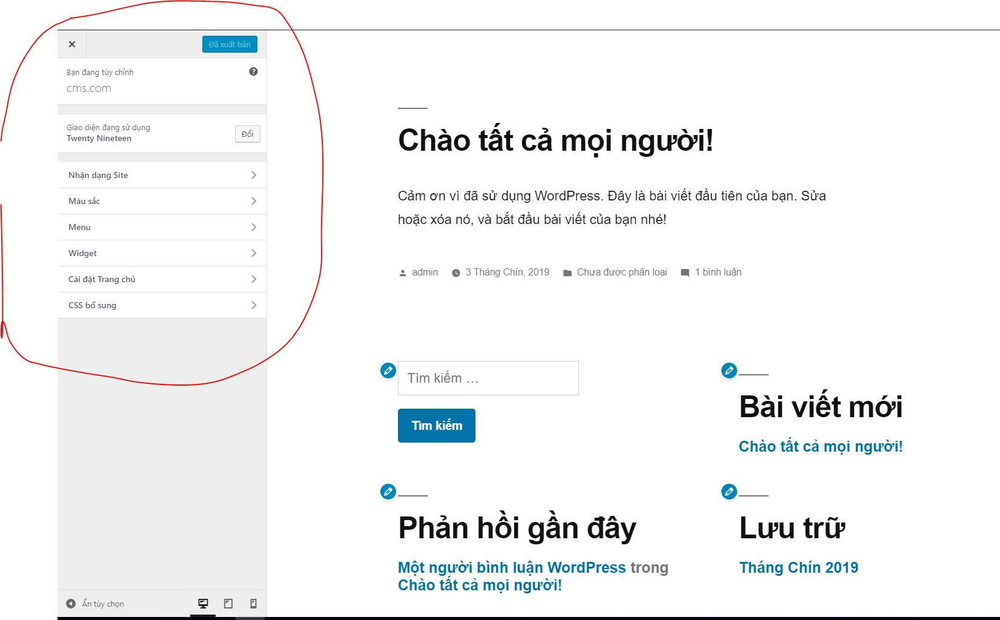 Đã xuất bản
Bạn đang tùy chỉnh
cms.com
Giao diện đang sử dụng
Twenty Nineteen
Đổi
Nhận dạng Site
Màu sắc
Menu
Widget
Cài đặt Trang chủ
CSS bổ sung
Ẩn tùy chọn
Chào tất cả mọi người!
Cảm ơn vì đã sử dụng WordPress. Đây là bài viết đầu tiên của bạn. Sửa
hoặc xóa nó, và bắt đầu bài viết của bạn nhé!
admin 3 Tháng Chín, 2019 Chưa được phân loại 1 bình luận
Tìm kiếm …
Tìm kiếm
Bài viết mới
Chào tất cả mọi người!
Phản hồi gần đây
Một người bình luận WordPress trong
Chào tất cả mọi người!
Lưu trữ
Tháng Chín 2019